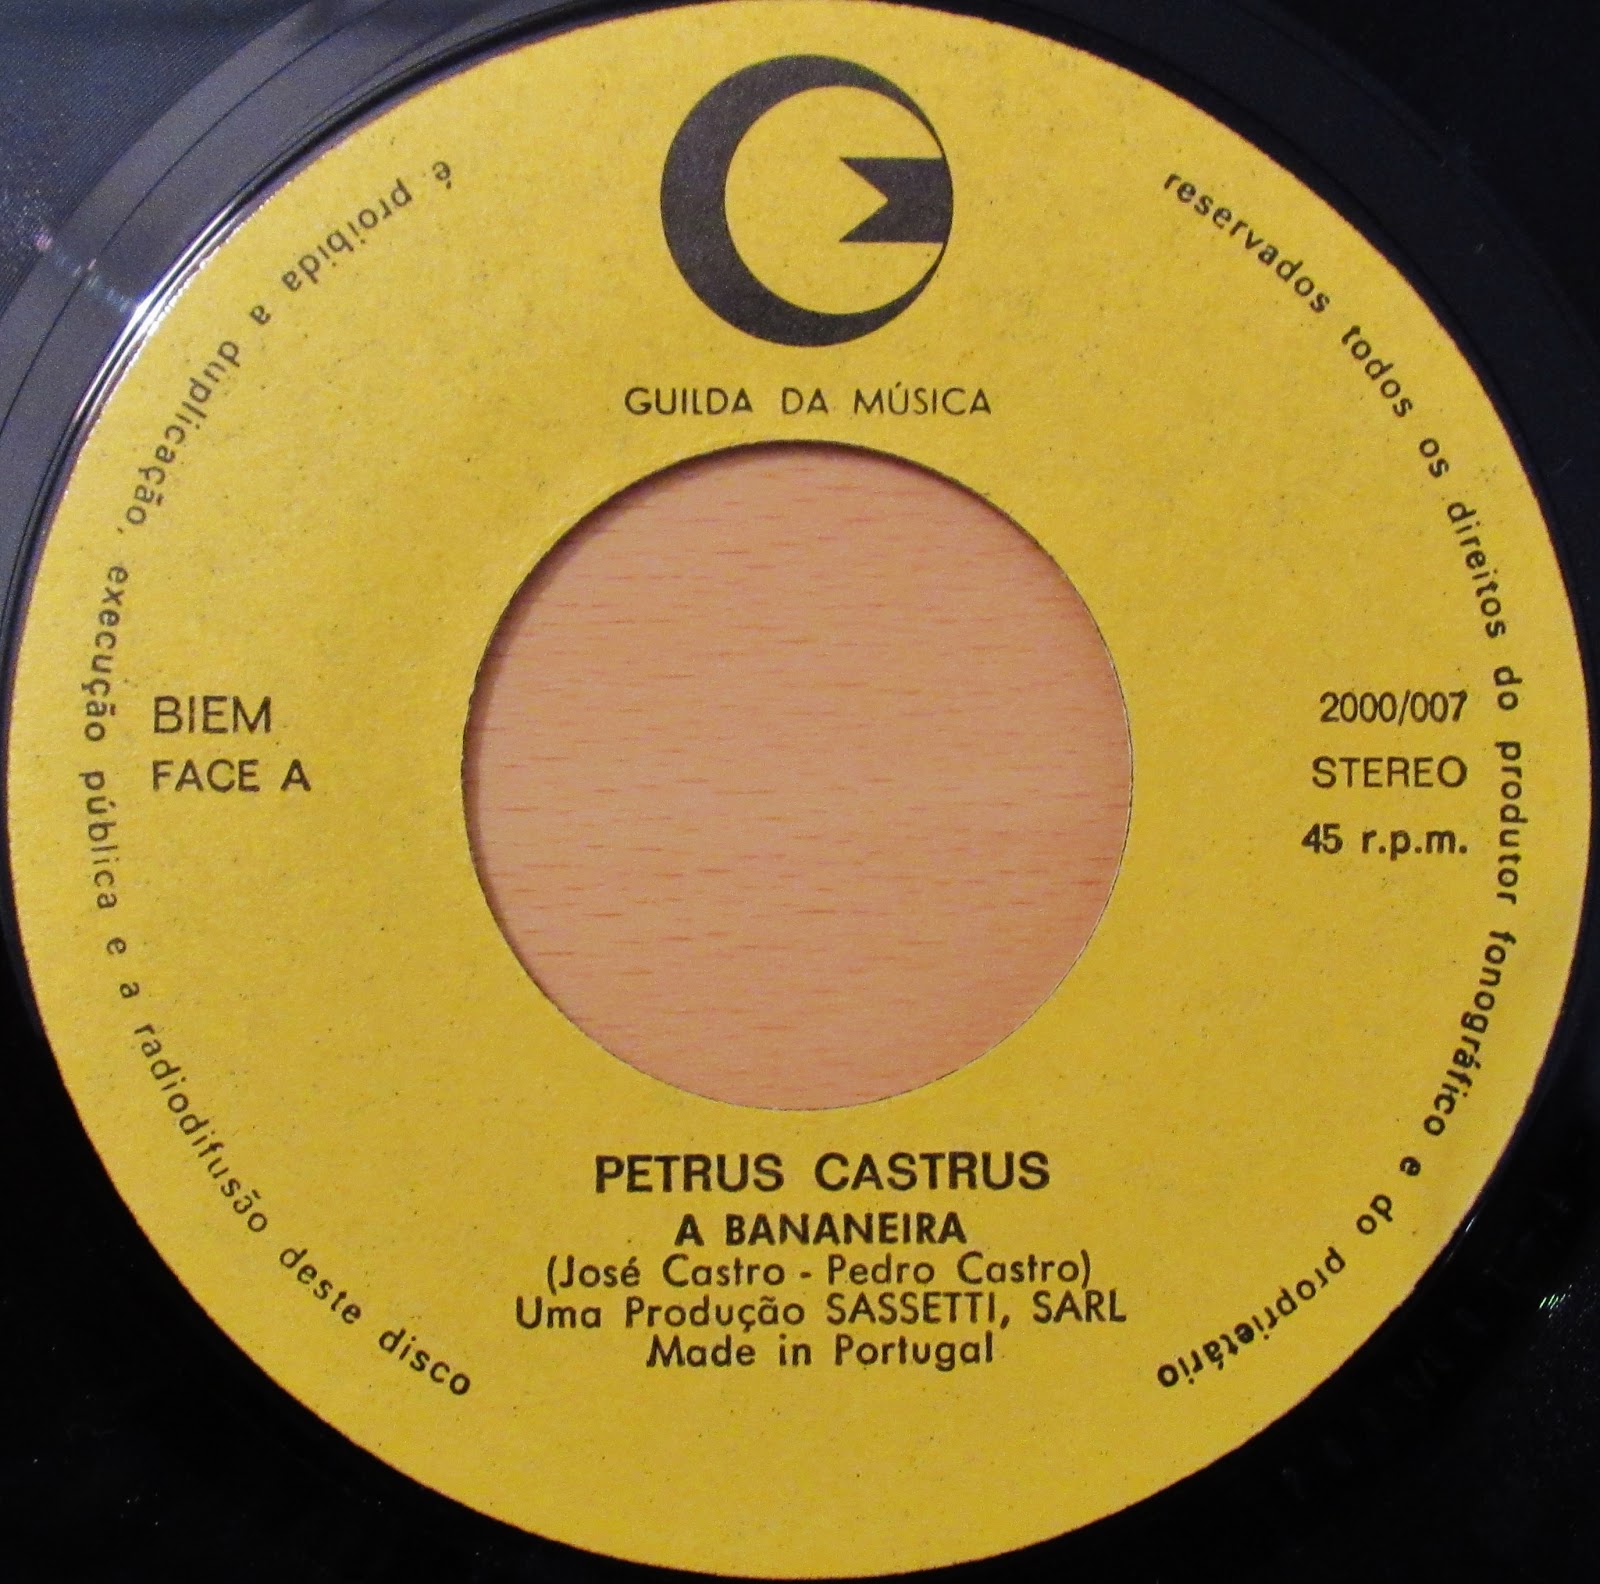 GUILDA DA MÚSICA
reservados todos os direitos do produtor fonográfico e do proprietário
é proibida a duplicação, execução pública e a radiodifusão deste disco
BIEM
FACE A
2000/007
STEREO
45 r.p.m.
PETRUS CASTRUS
A BANANEIRA
(José Castro - Pedro Castro)
Uma Produção SASSETTI, SARL
Made in Portugal